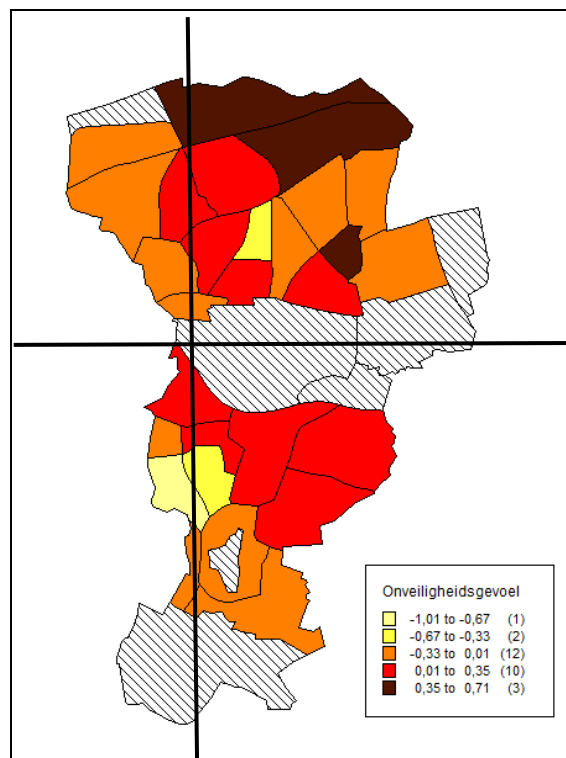 Onveiligheidsgevoel
-1,01 to -0,67 (1)
-0,67 to -0,33 (2)
-0,33 to 0,01 (12)
0,01 to 0,35 (10)
0,35 to 0,71 (3)